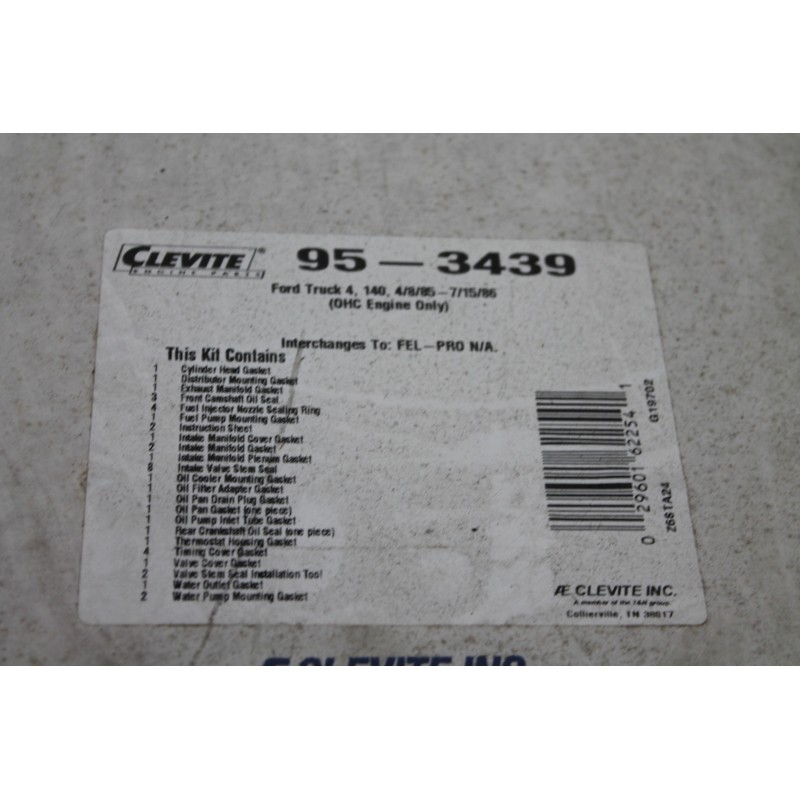 CLEVITE®
ENGINE PARTS
95 — 3439
Ford Truck 4, 140, 4/8/85 – 7/15/86
(OHC Engine Only)
Interchanges To: FEL–PRO N/A.
This Kit Contains
1 Cylinder Head Gasket
1 Distributor Mounting Gasket
1 Exhaust Manifold Gasket
3 Front Camshaft Oil Seal
4 Fuel Injector Nozzle Sealing Ring
1 Fuel Pump Mounting Gasket
2 Instruction Sheet
1 Intake Manifold Cover Gasket
2 Intake Manifold Gasket
1 Intake Manifold Plenum Gasket
8 Intake Valve Stem Seal
1 Oil Cooler Mounting Gasket
1 Oil Filter Adapter Gasket
1 Oil Pan Drain Plug Gasket
1 Oil Pan Gasket (one piece)
1 Oil Pump Inlet Tube Gasket
1 Rear Crankshaft Oil Seal (one piece)
1 Thermostat Housing Gasket
4 Timing Cover Gasket
1 Valve Cover Gasket
2 Valve Stem Seal Installation Tool
1 Water Outlet Gasket
2 Water Pump Mounting Gasket
0 29601 62254 1
Z6STA24 G19702
Æ CLEVITE INC.
A member of the T&N group
Collierville, TN 38017
Æ CLEVITE INC.